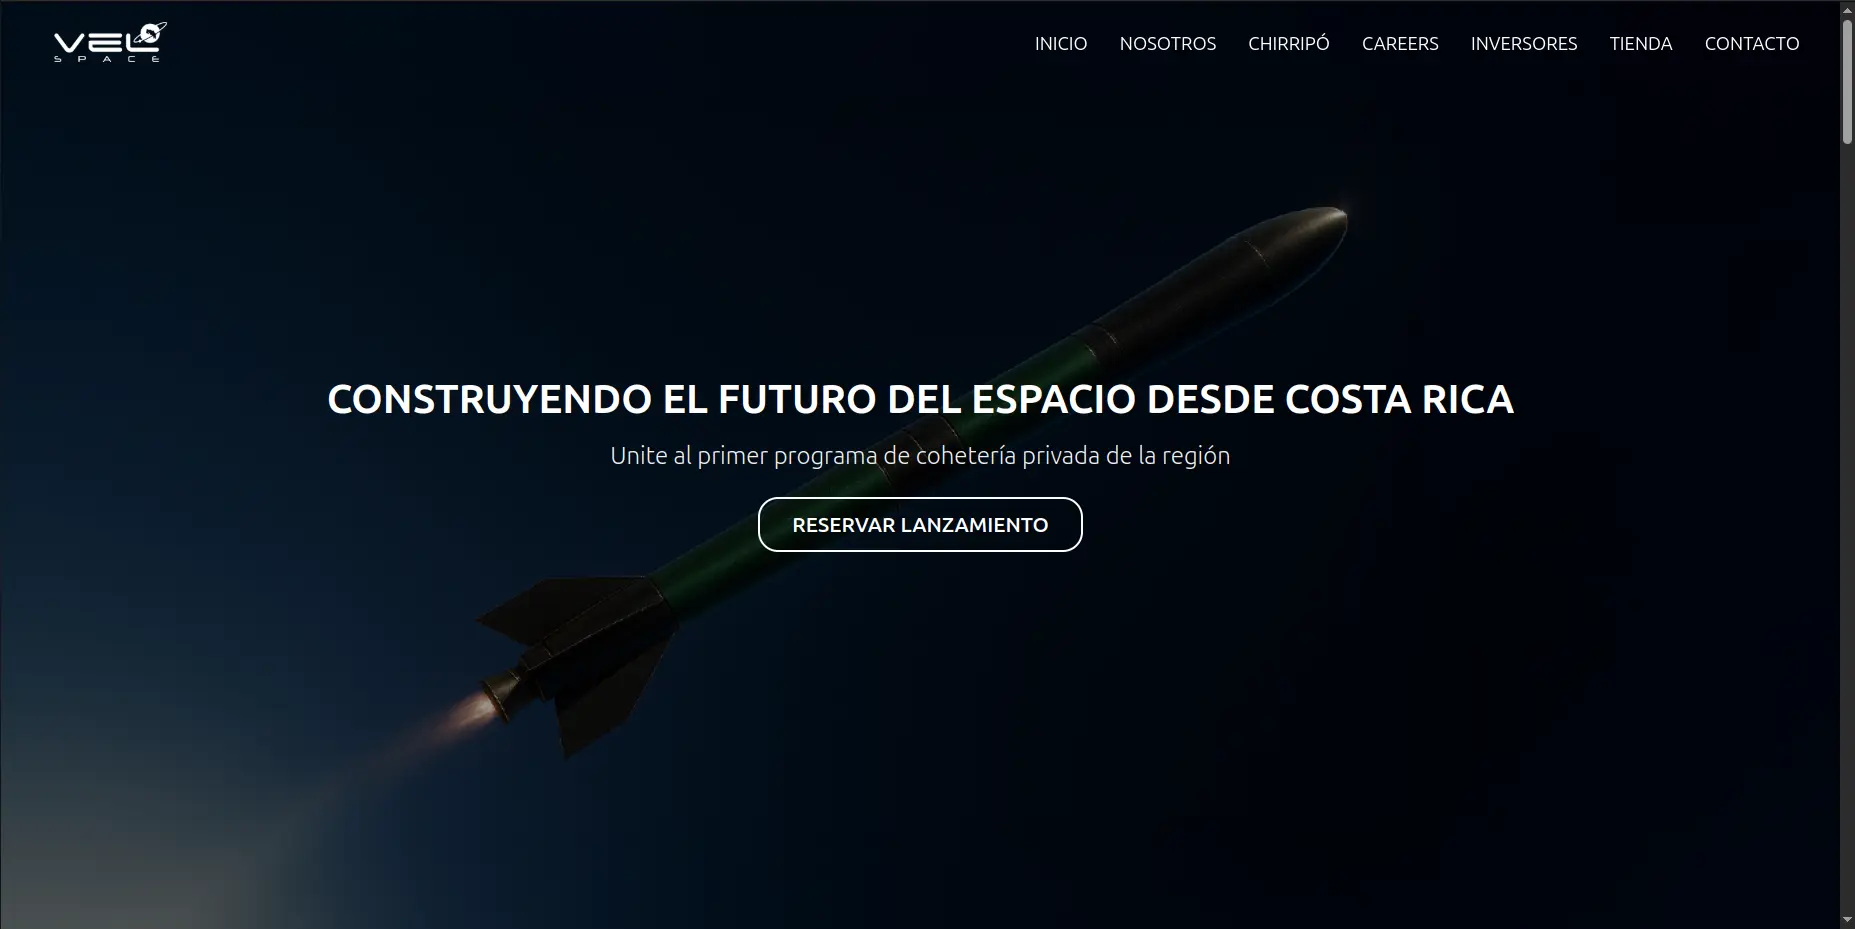 VELO
SPACE
INICIO NOSOTROS CHIRRIPÓ CAREERS INVERSORES TIENDA CONTACTO
CONSTRUYENDO EL FUTURO DEL ESPACIO DESDE COSTA RICA
Unite al primer programa de cohetería privada de la región
RESERVAR LANZAMIENTO